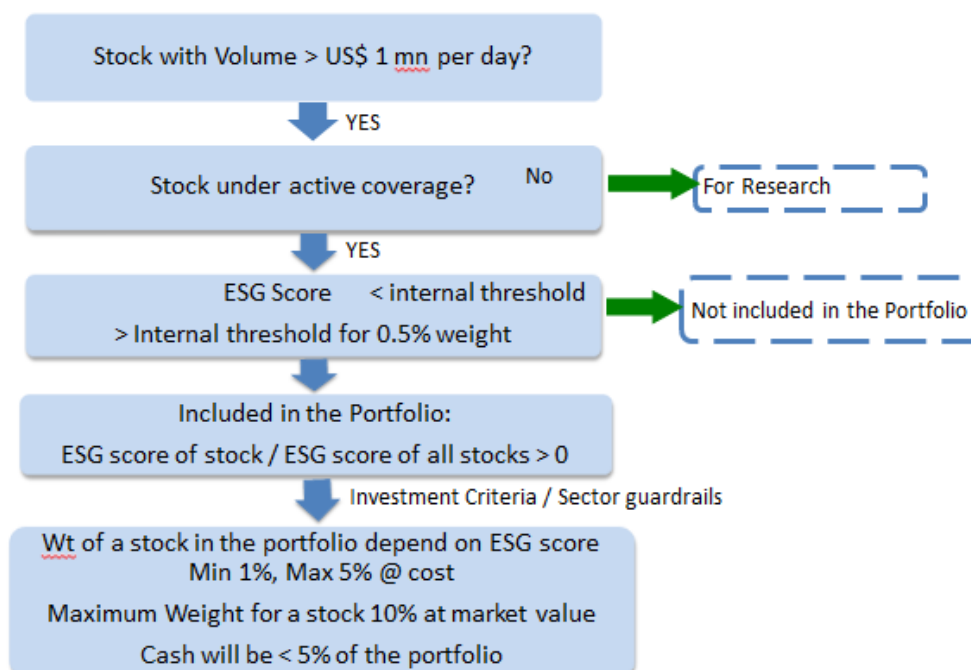 Stock with Volume > US$ 1 mn per day?
YES
Stock under active coverage?
No
For Research
YES
ESG Score < internal threshold
> Internal threshold for 0.5% weight
Not included in the Portfolio
Included in the Portfolio:
ESG score of stock / ESG score of all stocks > 0
Investment Criteria / Sector guardrails
Wt of a stock in the portfolio depend on ESG score
Min 1%, Max 5% @ cost
Maximum Weight for a stock 10% at market value
Cash will be < 5% of the portfolio